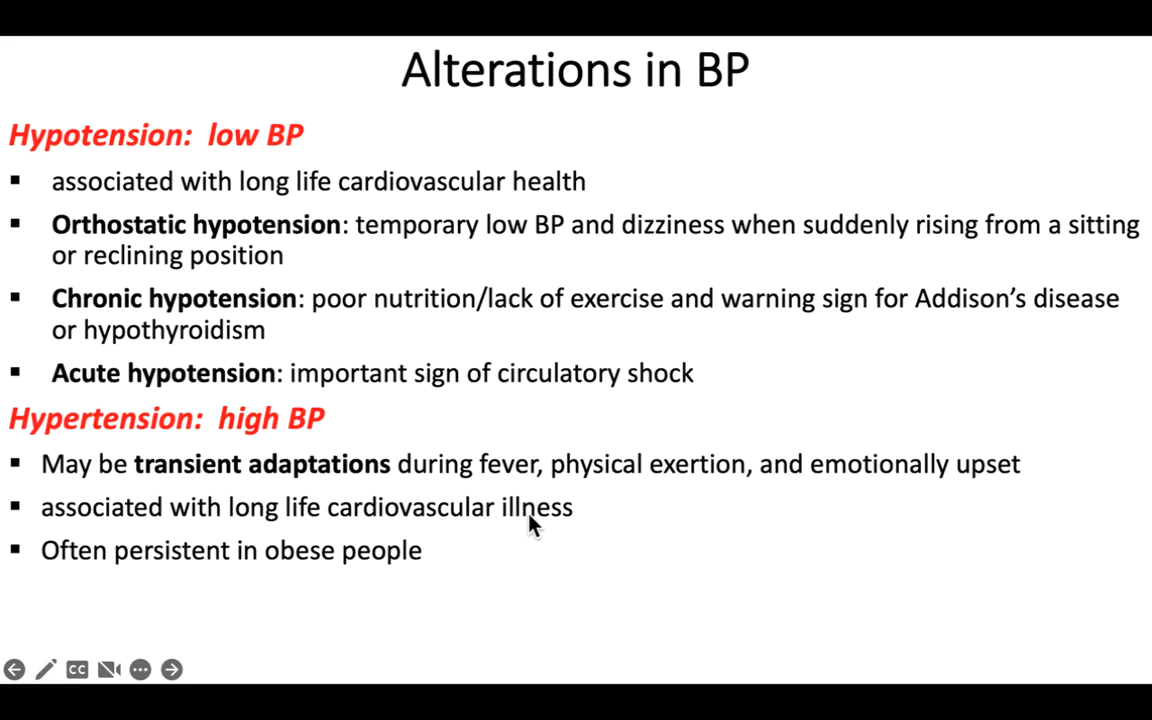 Alterations in BP
Hypotension:  low BP
▪ associated with long life cardiovascular health
▪ Orthostatic hypotension: temporary low BP and dizziness when suddenly rising from a sitting
or reclining position
▪ Chronic hypotension: poor nutrition/lack of exercise and warning sign for Addison’s disease
or hypothyroidism
▪ Acute hypotension: important sign of circulatory shock
Hypertension:  high BP
▪ May be transient adaptations during fever, physical exertion, and emotionally upset
▪ associated with long life cardiovascular illness
▪ Often persistent in obese people
CC